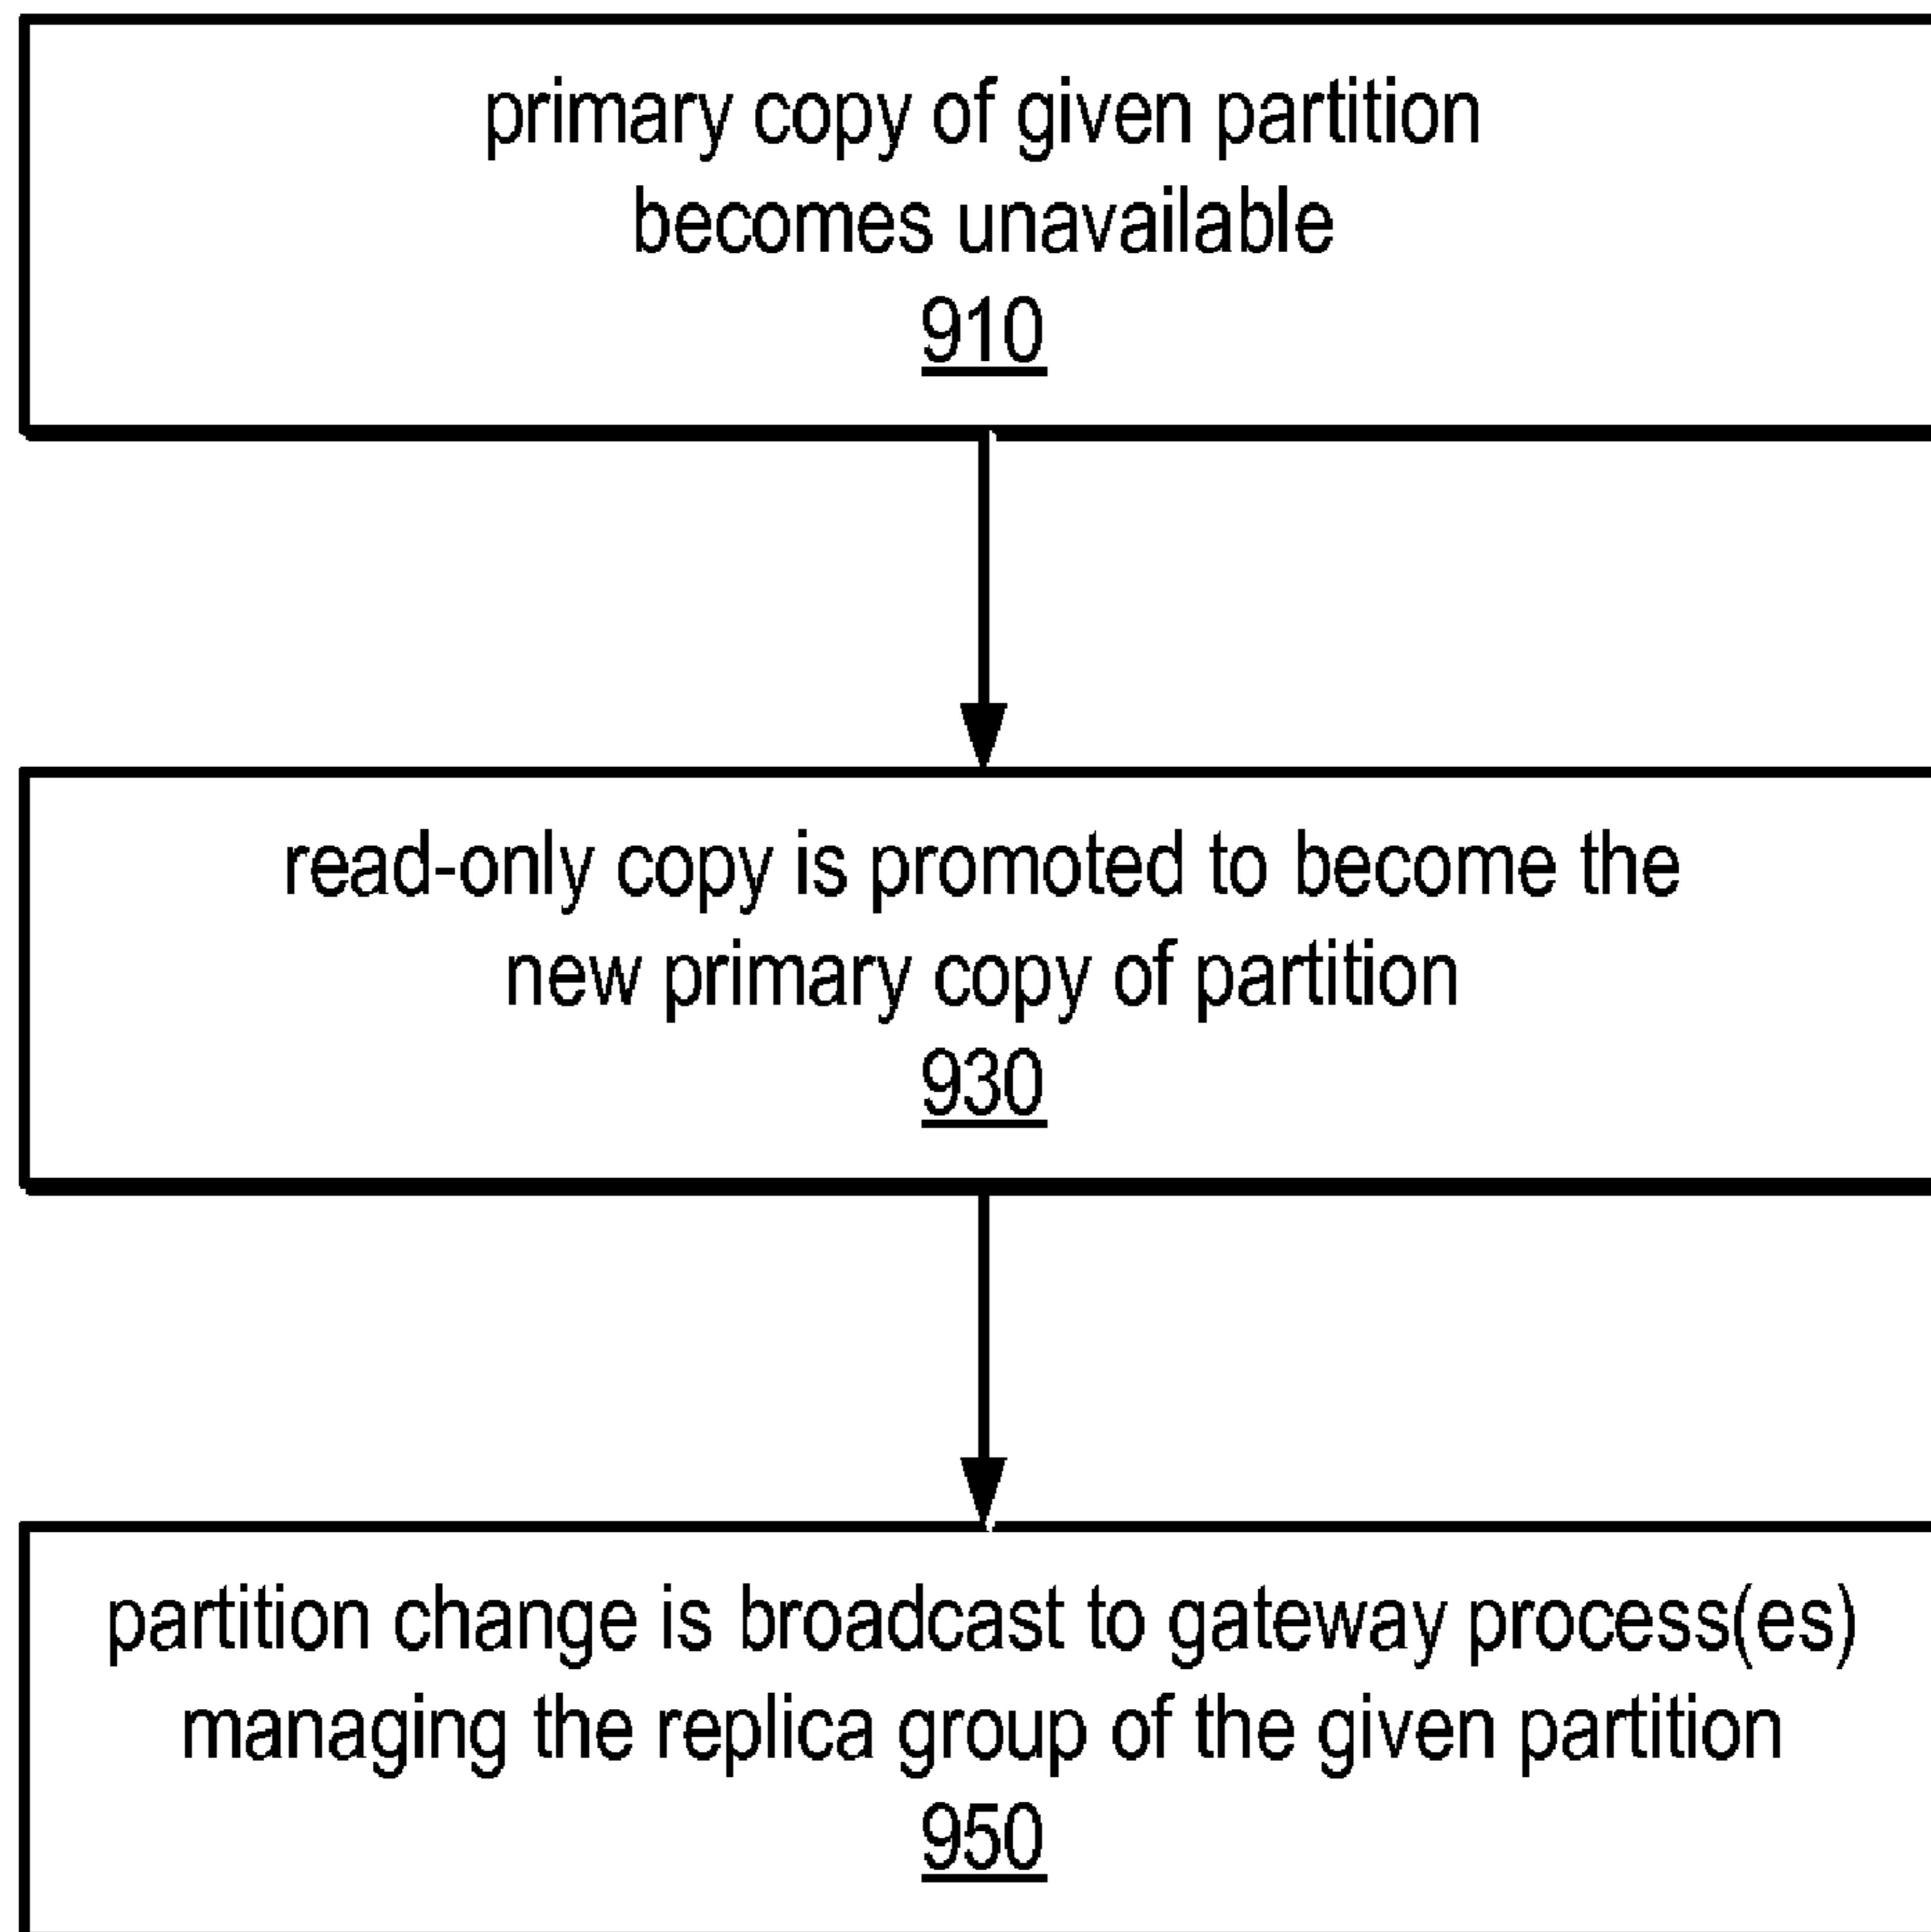 primary copy of given partition
becomes unavailable
910
read-only copy is promoted to become the
new primary copy of partition
930
partition change is broadcast to gateway process(es)
managing the replica group of the given partition
950